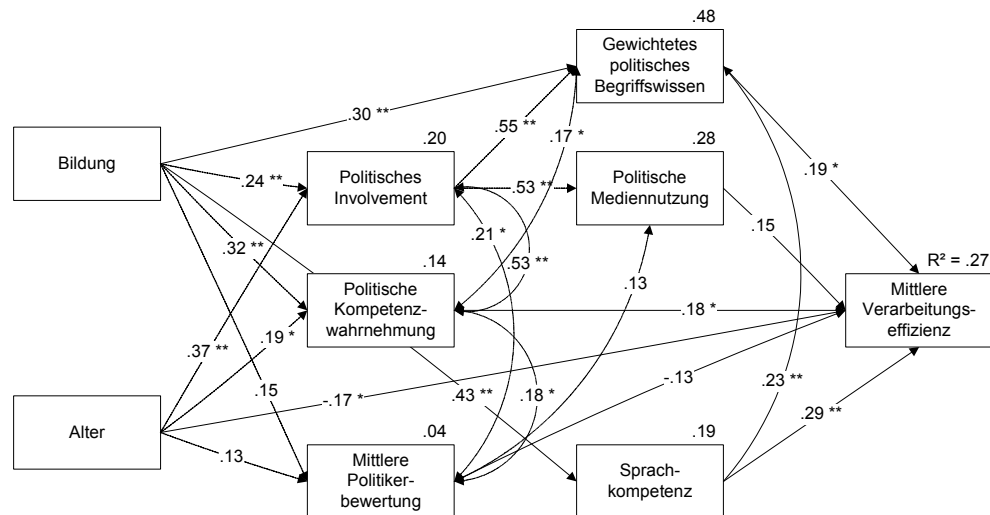 .48
Gewichtetes
politisches
Begriffswissen
.30 **
.55 **
.17 *
.20
.28
Bildung
.24 **
Politisches
Involvement
.53 **
Politische
Mediennutzung
.19 *
.32 **
.21 *
.15
.14
.53 **
.13
R² = .27
Politische
Kompetenz-
wahrnehmung
.18 *
Mittlere
Verarbeitungs-
effizienz
.37 **
.19 *
.15
-.17 *
.43 **
.18 *
-.13
.23 **
.29 **
Alter
.13
.04
.19
Mittlere
Politiker-
bewertung
Sprach-
kompetenz